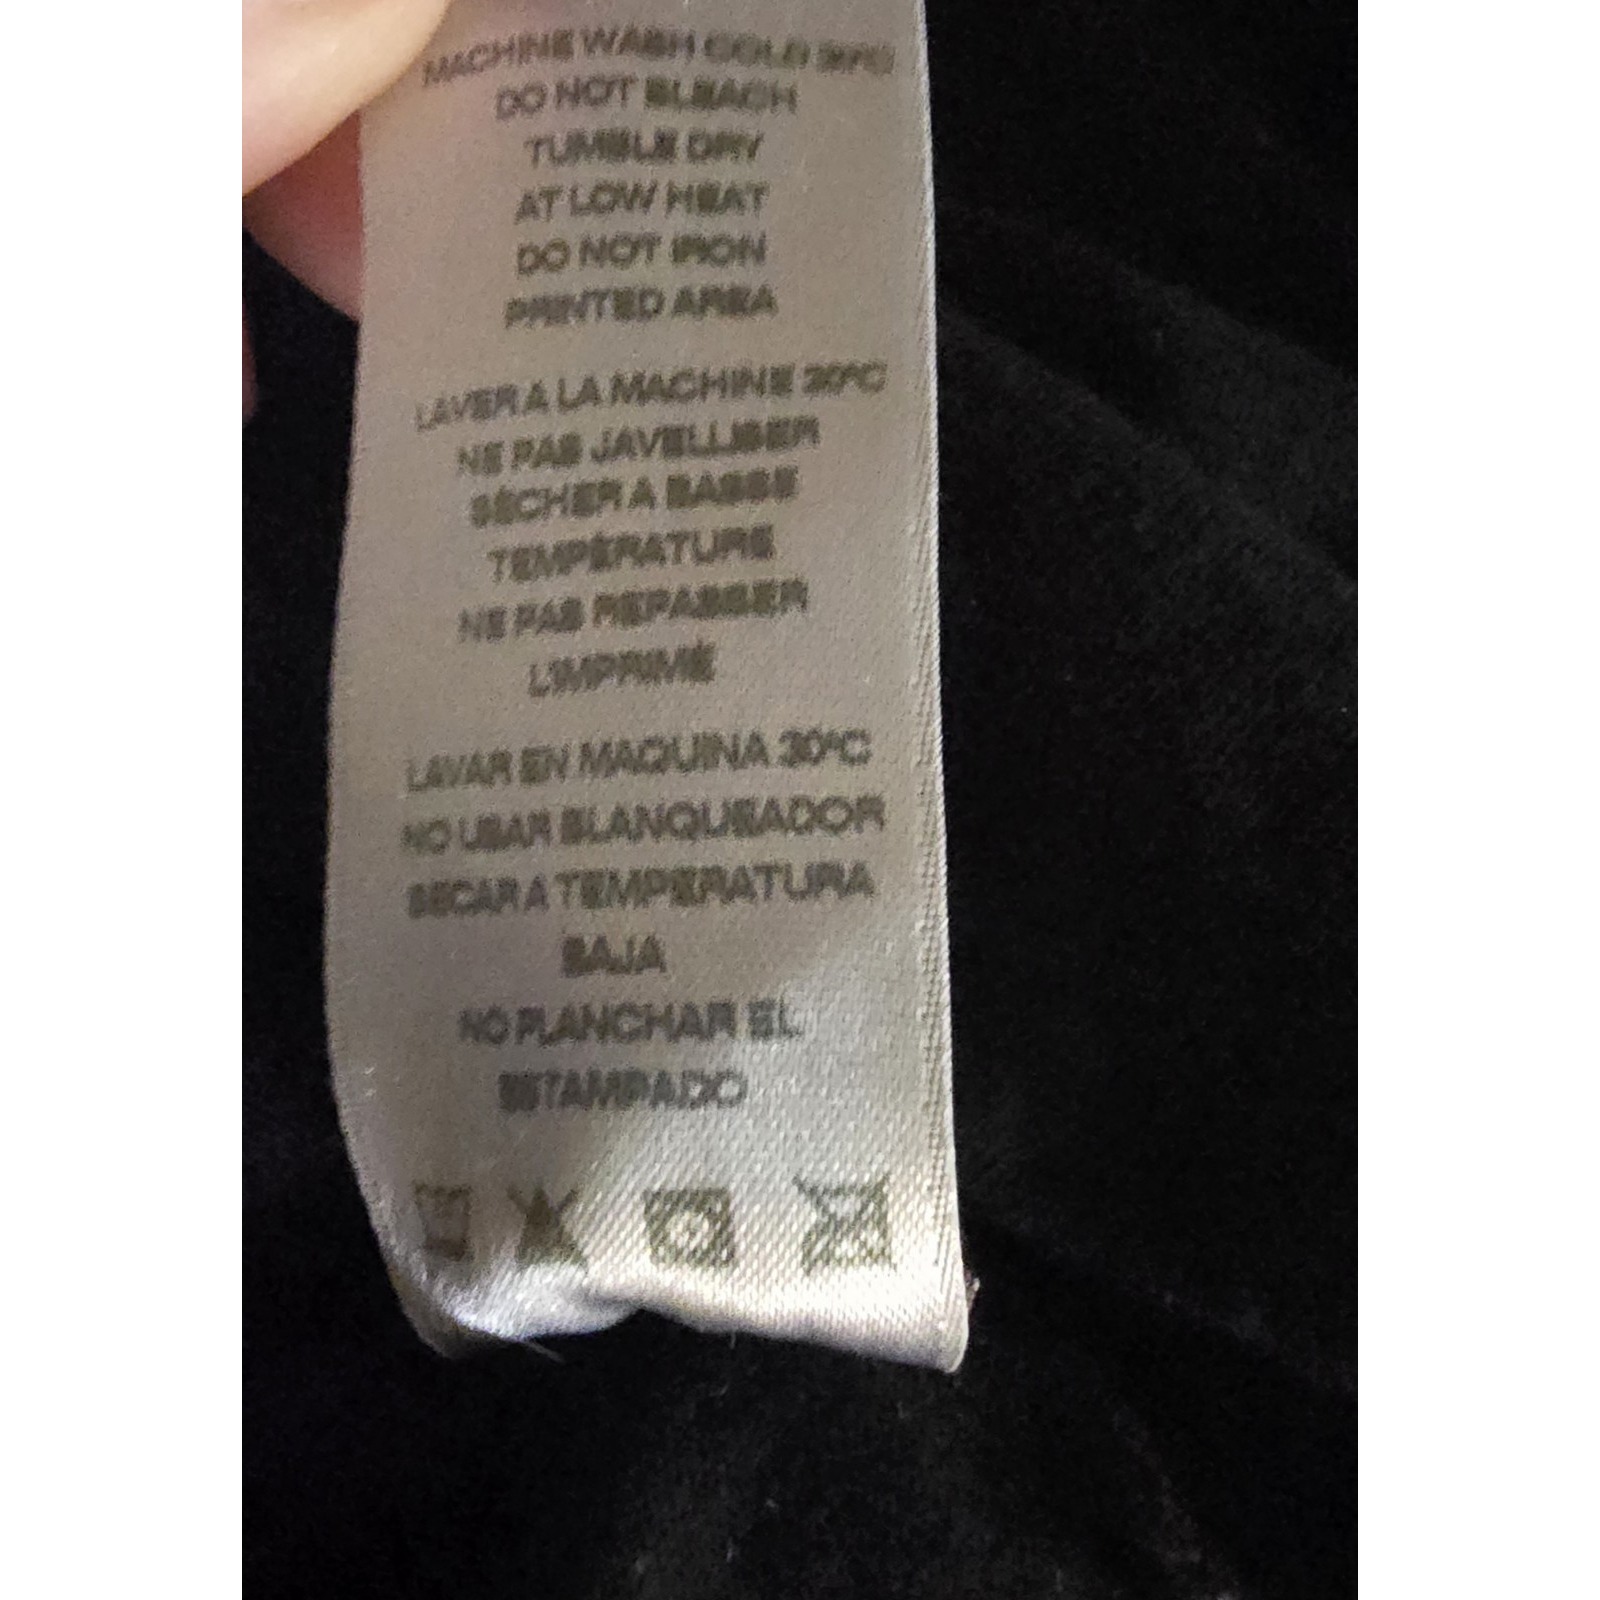 MACHINE WASH COLD 30°C
DO NOT BLEACH
TUMBLE DRY
AT LOW HEAT
DO NOT IRON
PRINTED AREA
LAVER A LA MACHINE 30°C
NE PAS JAVELLISER
SÉCHER A BASSE
TEMPÉRATURE
NE PAS REPASSER
L'IMPRIMÉ
LAVAR EN MAQUINA 30°C
NO USAR BLANQUEADOR
SECAR A TEMPERATURA
BAJA
NO PLANCHAR EL
ESTAMPADO